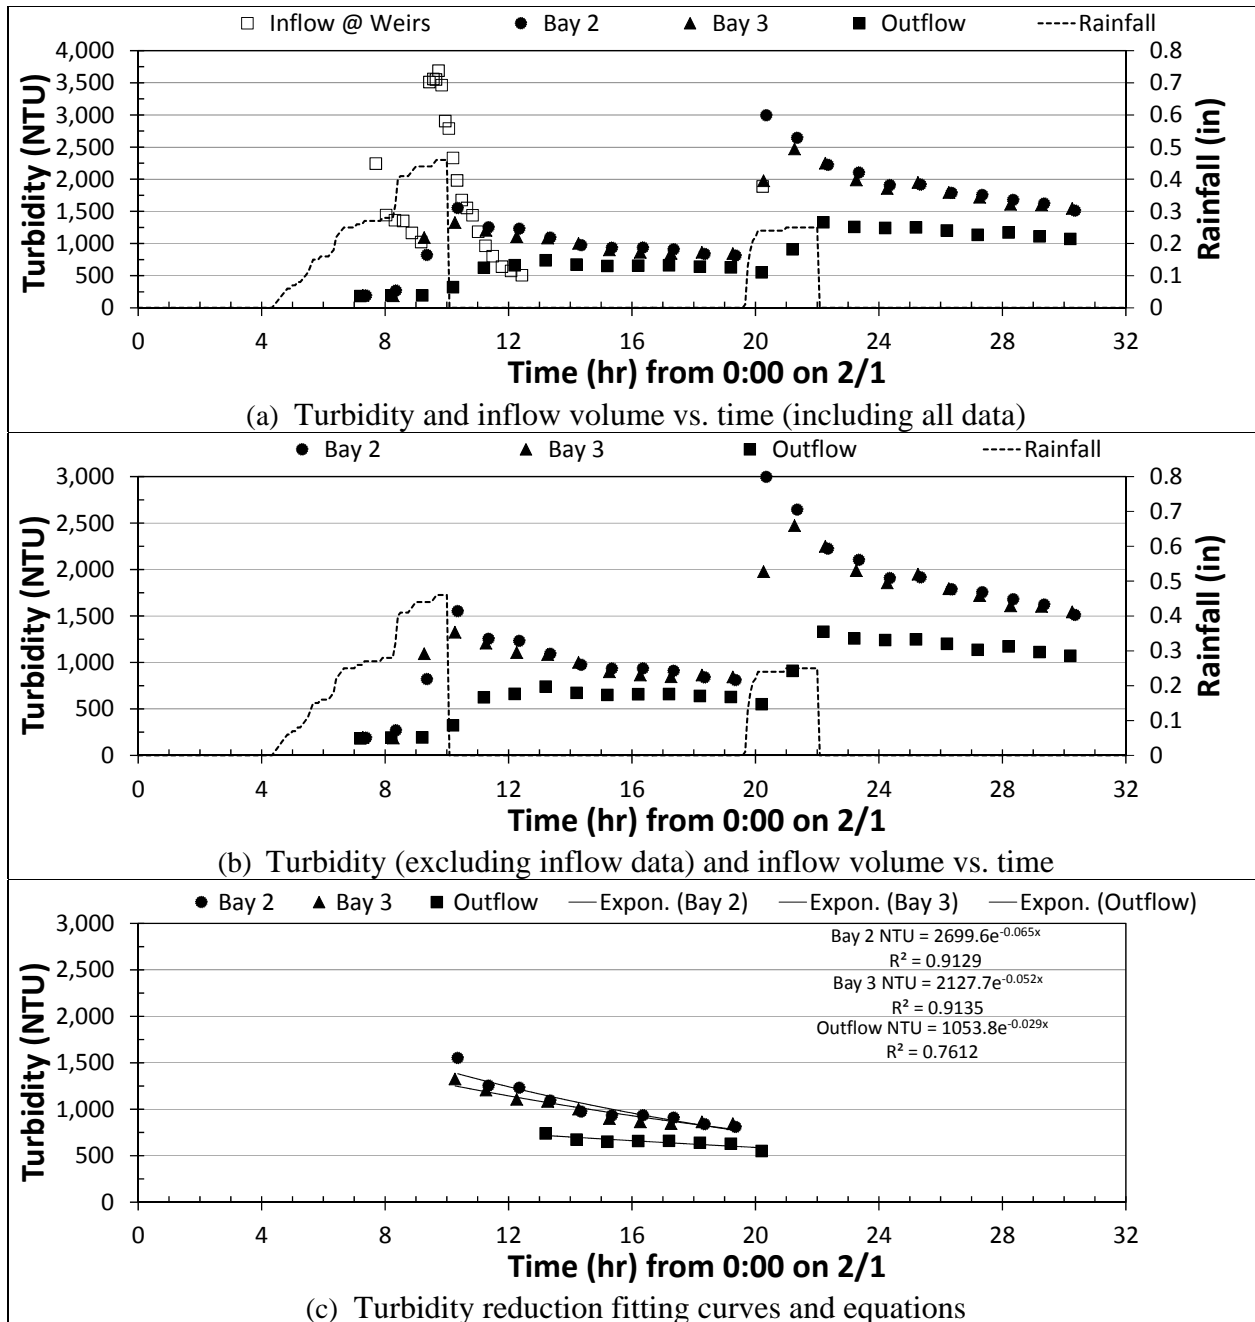 Inflow @ Weirs Bay 2 Bay 3 Outflow Rainfall
4,000 0.8
3,500 0.7
3,000 0.6
2,500 0.5
2,000 0.4
1,500 0.3
1,000 0.2
500 0.1
0 0
Turbidity (NTU)
Rainfall (in)
0 4 8 12 16 20 24 28 32
Time (hr) from 0:00 on 2/1
(a) Turbidity and inflow volume vs. time (including all data)
Bay 2 Bay 3 Outflow Rainfall
3,000 0.8
0.7
2,500 0.6
2,000 0.5
1,500 0.4
0.3
1,000 0.2
500 0.1
0 0
Turbidity (NTU)
Rainfall (in)
0 4 8 12 16 20 24 28 32
Time (hr) from 0:00 on 2/1
(b) Turbidity (excluding inflow data) and inflow volume vs. time
Bay 2 Bay 3 Outflow Expon. (Bay 2) Expon. (Bay 3) Expon. (Outflow)
3,000
2,500
2,000
1,500
1,000
500
0
Turbidity (NTU)
Bay 2 NTU = 2699.6e^-0.065x
R² = 0.9129
Bay 3 NTU = 2127.7e^-0.052x
R² = 0.9135
Outflow NTU = 1053.8e^-0.029x
R² = 0.7612
0 4 8 12 16 20 24 28 32
Time (hr) from 0:00 on 2/1
(c) Turbidity reduction fitting curves and equations